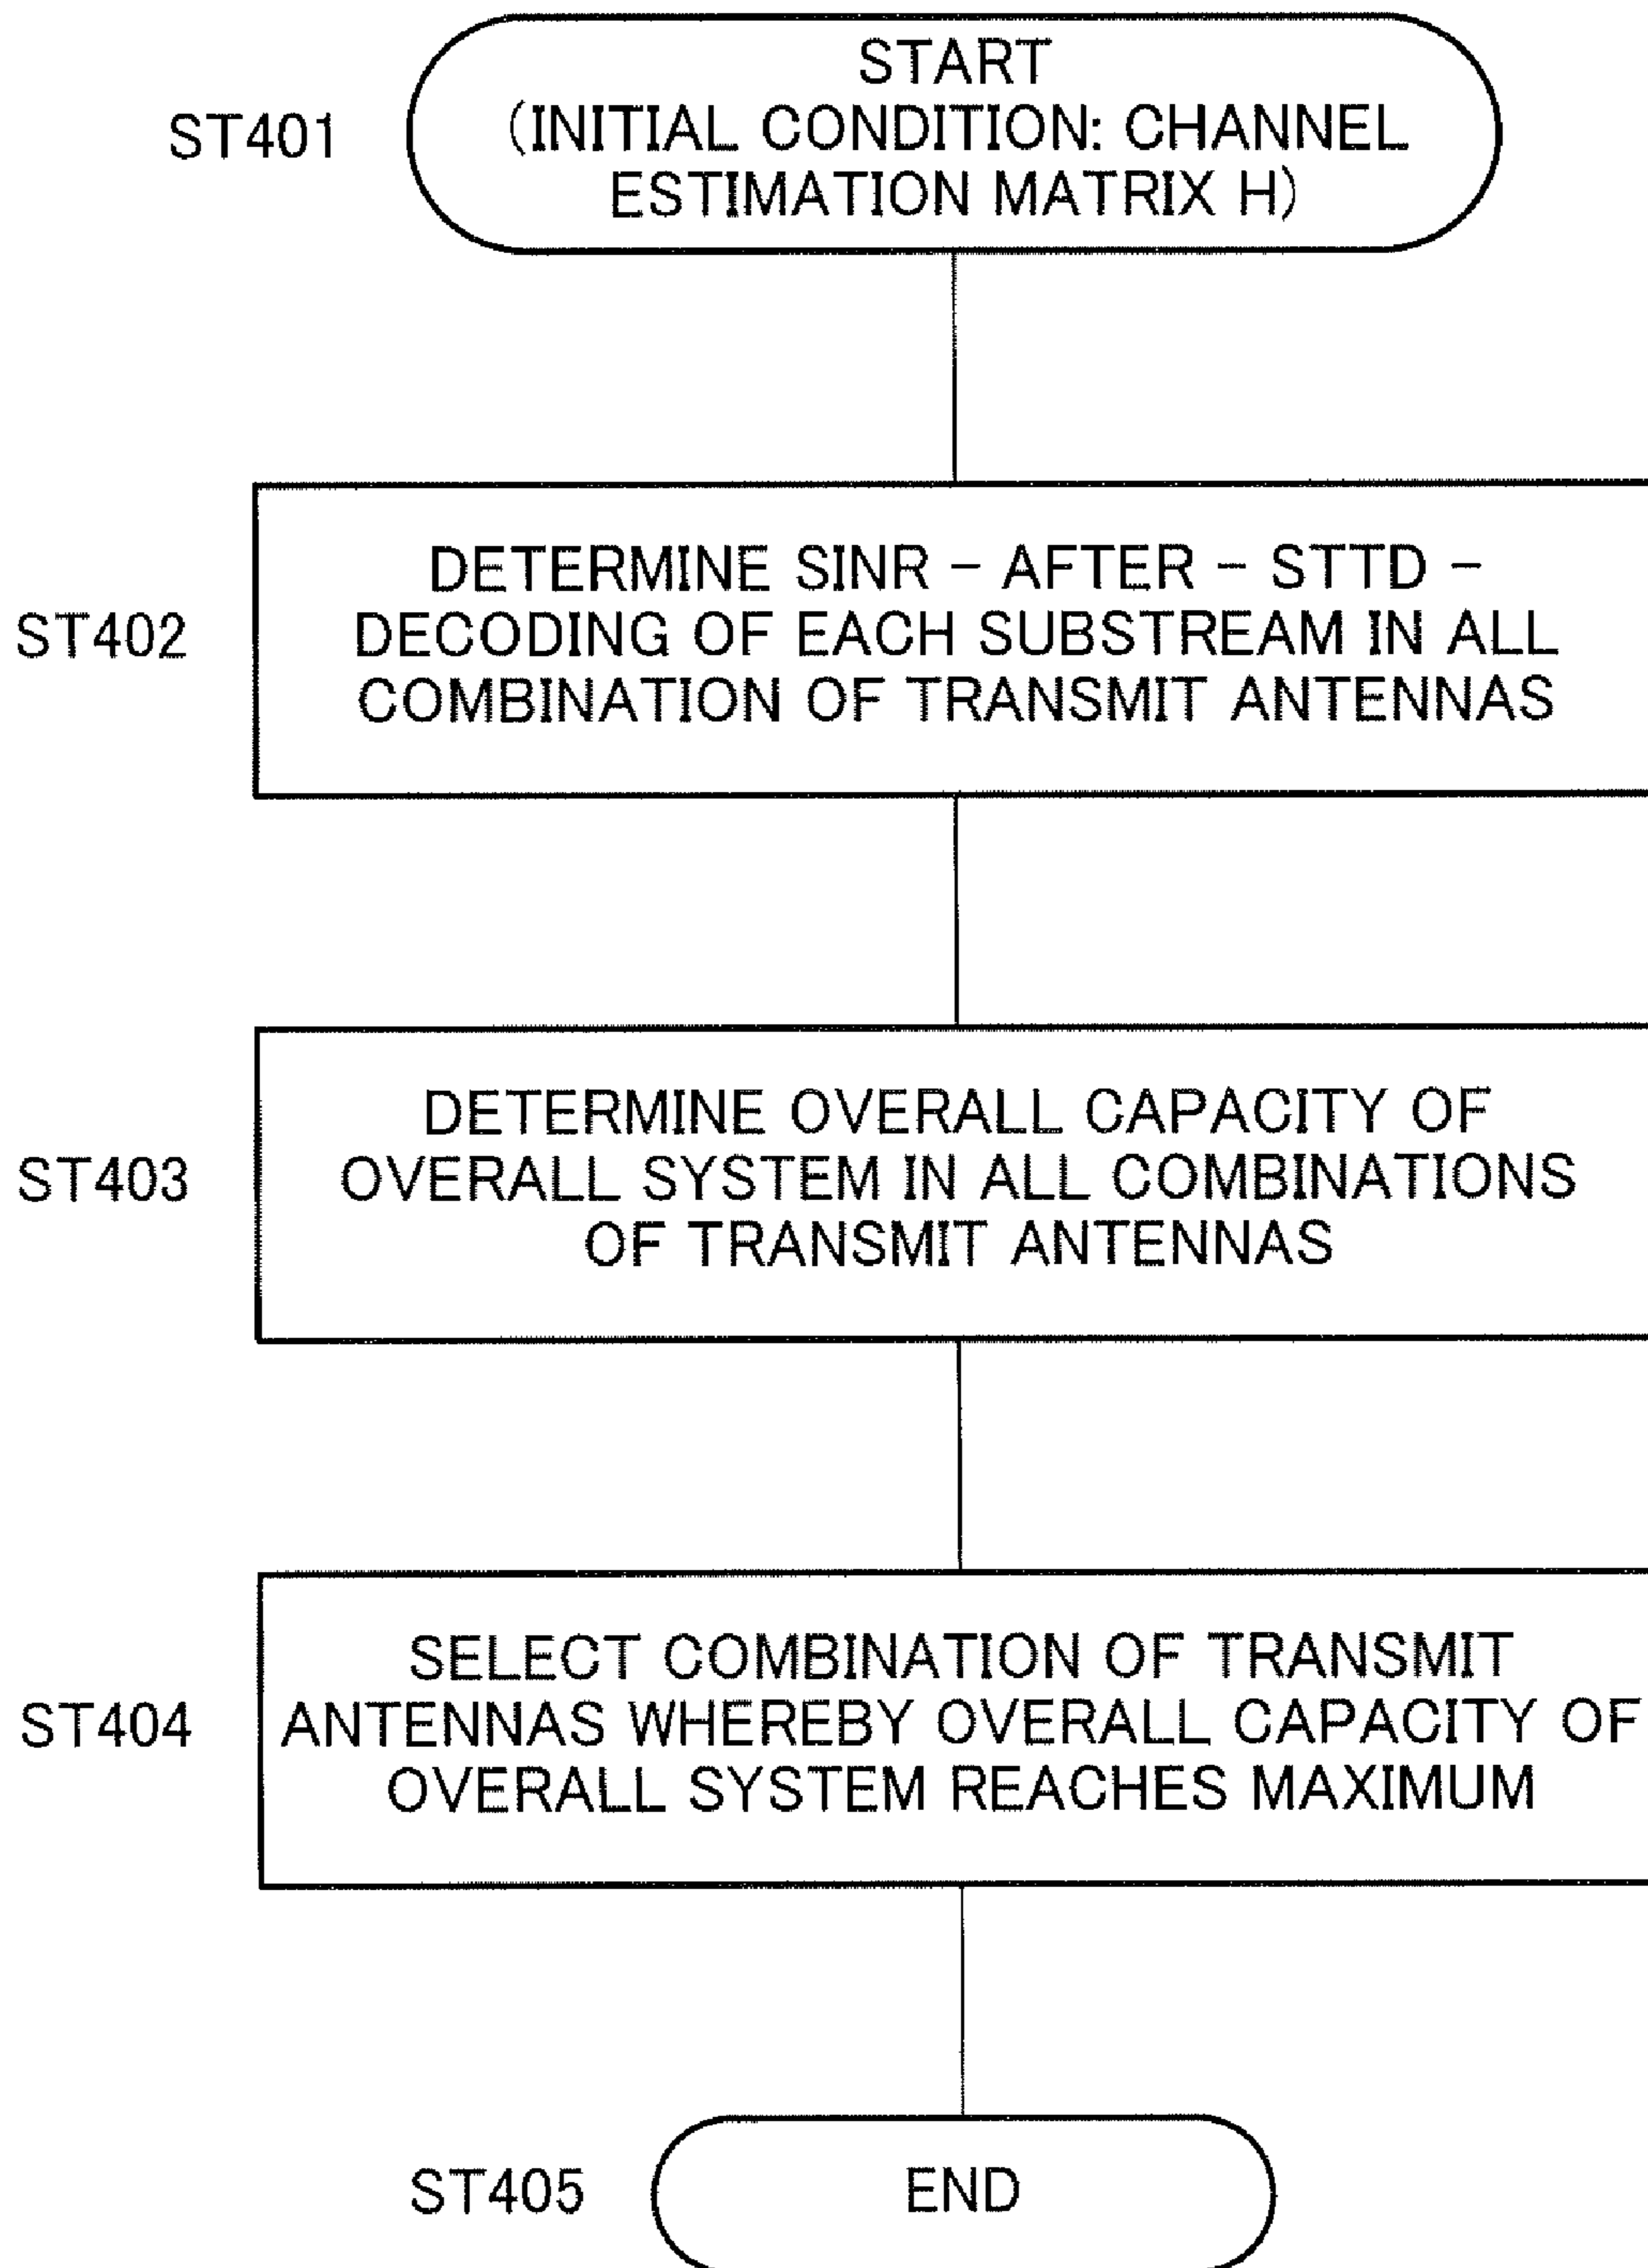 START
ST401
(INITIAL CONDITION: CHANNEL
ESTIMATION MATRIX H)
DETERMINE SINR - AFTER - STTD -
ST402
DECODING OF EACH SUBSTREAM IN ALL
COMBINATION OF TRANSMIT ANTENNAS
DETERMINE OVERALL CAPACITY OF
ST403
OVERALL SYSTEM IN ALL COMBINATIONS
OF TRANSMIT ANTENNAS
SELECT COMBINATION OF TRANSMIT
ST404
ANTENNAS WHEREBY OVERALL CAPACITY OF
OVERALL SYSTEM REACHES MAXIMUM
ST405
END